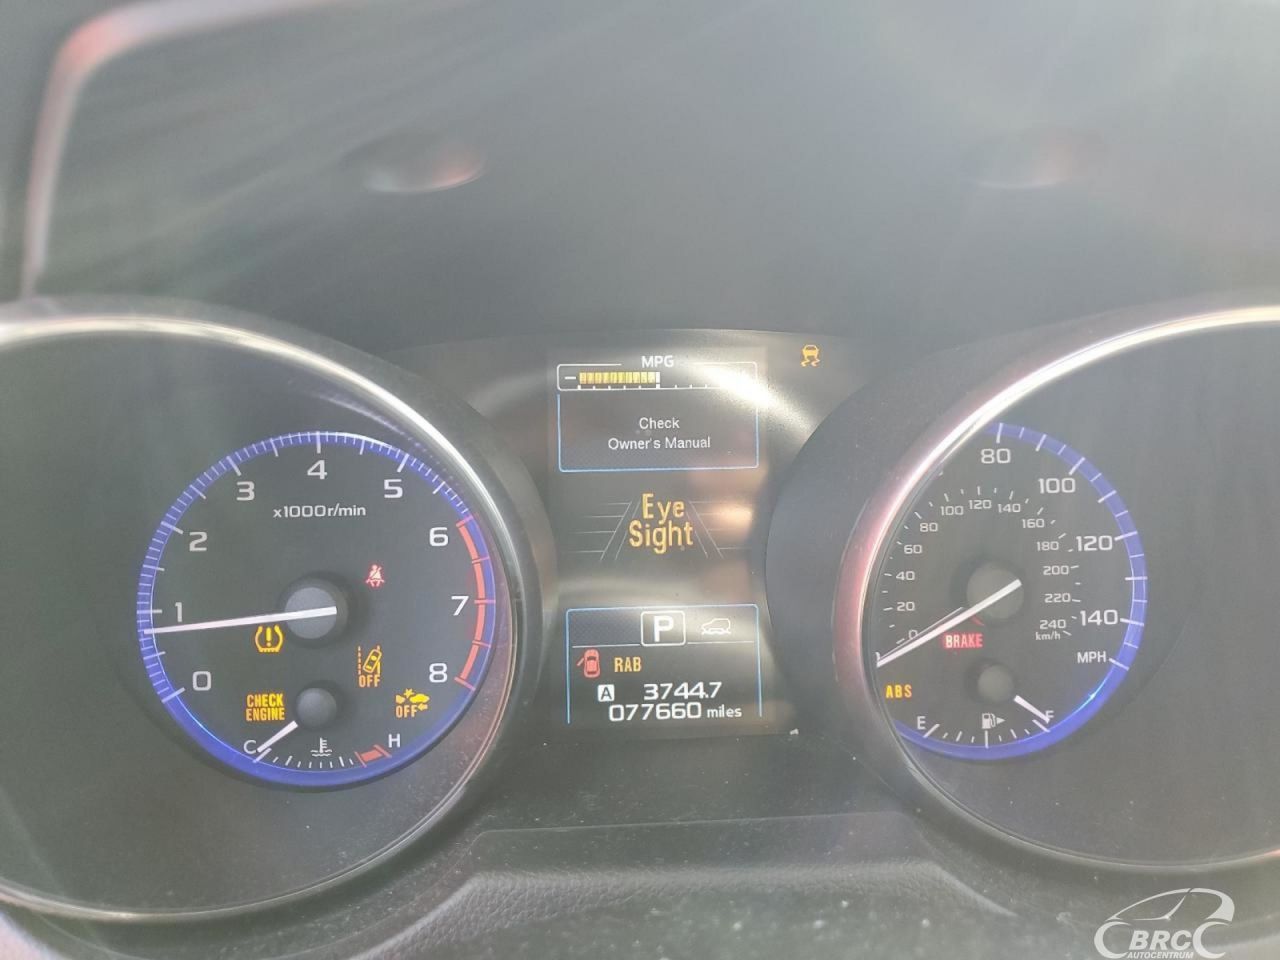 MPG
Check
Owner's Manual
Eye
Sight
P
RAB
A 3744.7
077660 miles
0 1 2 3 4 5 6 7 8
x1000r/min
OFF
CHECK
ENGINE
OFF
C H
80 100 120 140
MPH
0 20 40 60 80 100 120 140 160 180 200 220 240
km/h
BRAKE
ABS
E F
BRC
AUTOCENTRUM